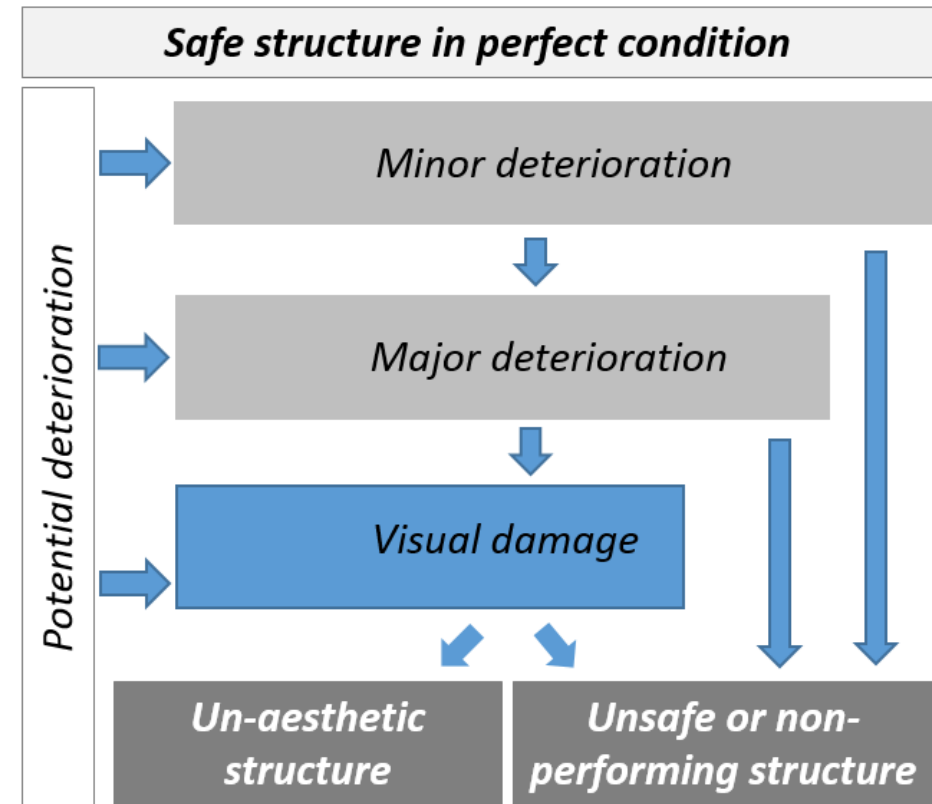 Safe structure in perfect condition
Potential deterioration
Minor deterioration
Major deterioration
Visual damage
Un-aesthetic
structure
Unsafe or non-
performing structure